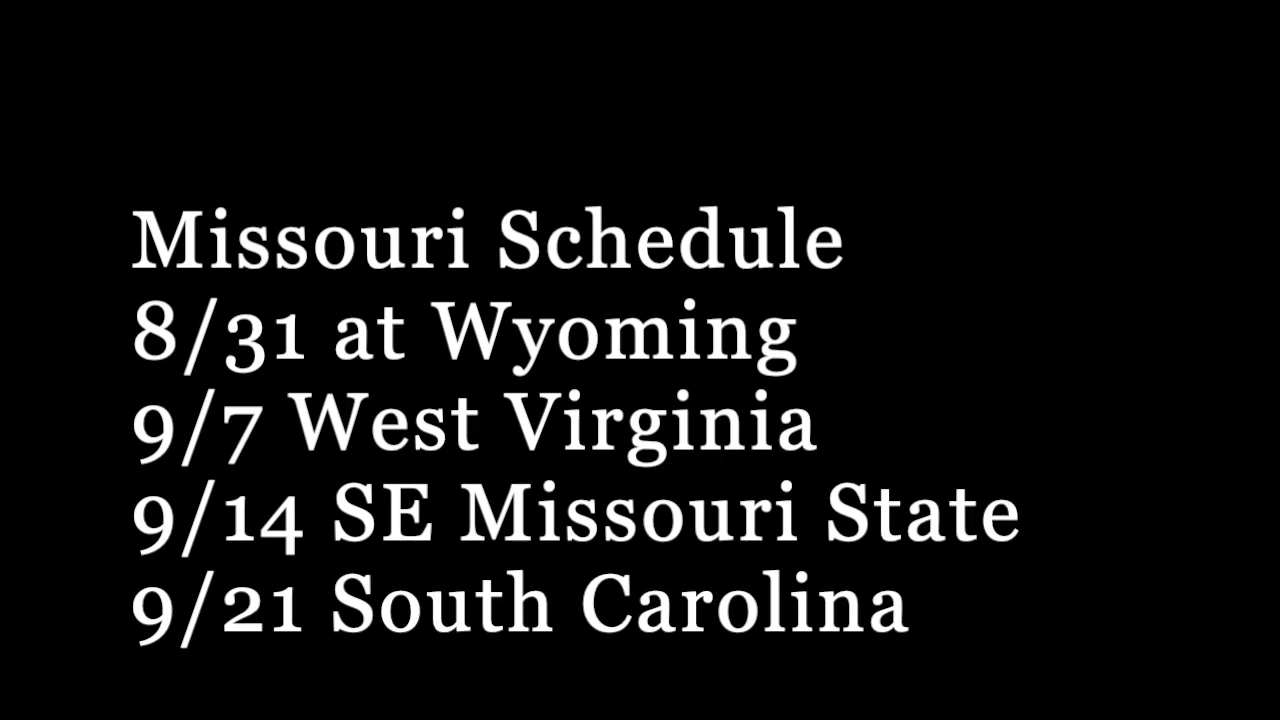 Missouri Schedule
8/31 at Wyoming
9/7 West Virginia
9/14 SE Missouri State
9/21 South Carolina